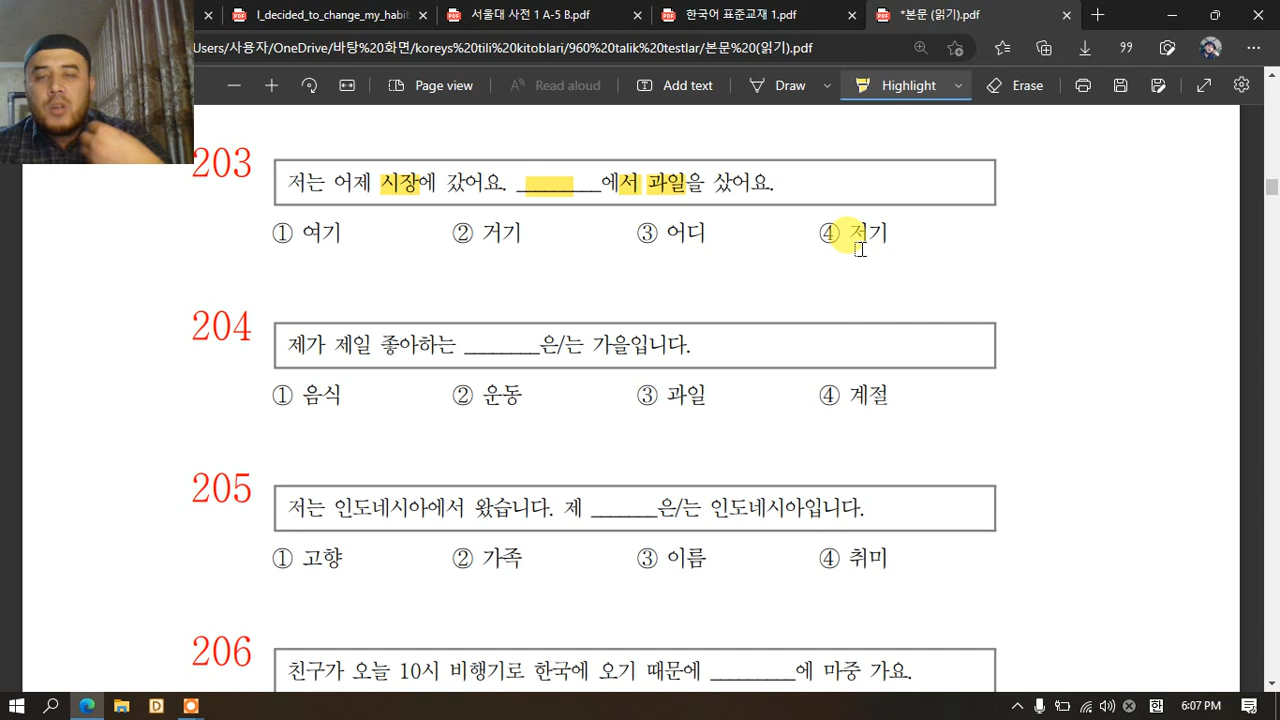 I_decided_to_change_my_habit
서울대 사전 1 A-5 B.pdf
한국어 표준교재 1.pdf
*본문 (읽기).pdf
Users/사용자/OneDrive/바탕%20화면/koreys%20tili%20kitoblari/960%20talik%20testlar/본문%20(읽기).pdf
Page view
Read aloud
Add text
Draw
Highlight
Erase
203
저는 어제 시장에 갔어요. ________에서 과일을 샀어요.
① 여기 ② 거기 ③ 어디 ④ 저기
204
제가 제일 좋아하는 ________은/는 가을입니다.
① 음식 ② 운동 ③ 과일 ④ 계절
205
저는 인도네시아에서 왔습니다. 제 _______은/는 인도네시아입니다.
① 고향 ② 가족 ③ 이름 ④ 취미
206
친구가 오늘 10시 비행기로 한국에 오기 때문에 _________에 마중 가요.
한 6:07 PM